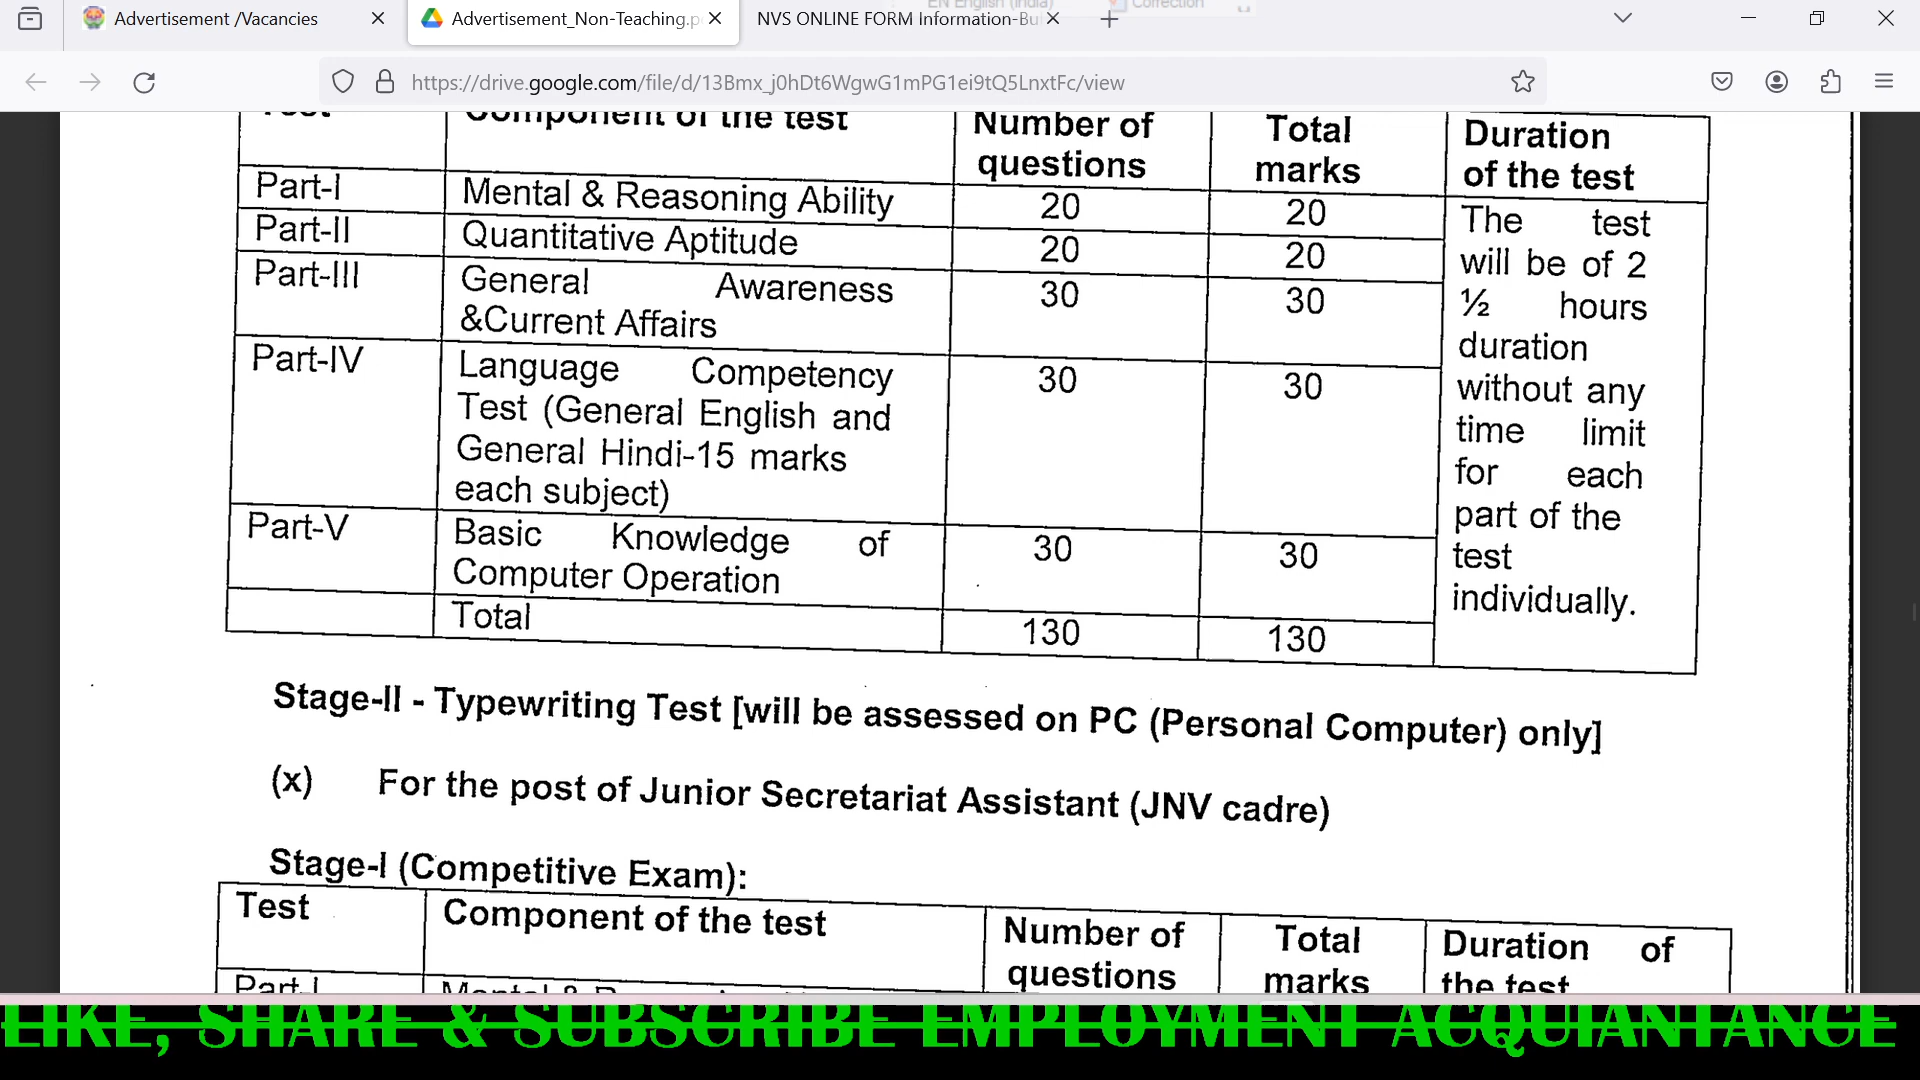 EN English (India) Correction
Advertisement /Vacancies
Advertisement_Non-Teaching.p
NVS ONLINE FORM Information-Bu
https://drive.google.com/file/d/13Bmx_j0hDt6WgwG1mPG1ei9tQ5LnxtFc/view
Test Component of the test Number of questions Total marks Duration of the test
Part-I Mental & Reasoning Ability 20 20
Part-II Quantitative Aptitude 20 20
Part-III General Awareness
&Current Affairs 30 30
Part-IV Language Competency
Test (General English and
General Hindi-15 marks
each subject) 30 30
Part-V Basic Knowledge of
Computer Operation 30 30
Total 130 130
The test
will be of 2
½ hours
duration
without any
time limit
for each
part of the
test
individually.
Stage-II - Typewriting Test [will be assessed on PC (Personal Computer) only]
(x) For the post of Junior Secretariat Assistant (JNV cadre)
Stage-I (Competitive Exam):
Test Component of the test Number of questions Total marks Duration of the test
Part-I Mental &
LIKE, SHARE & SUBSCRIBE EMPLOYMENT ACQUIANTANCE